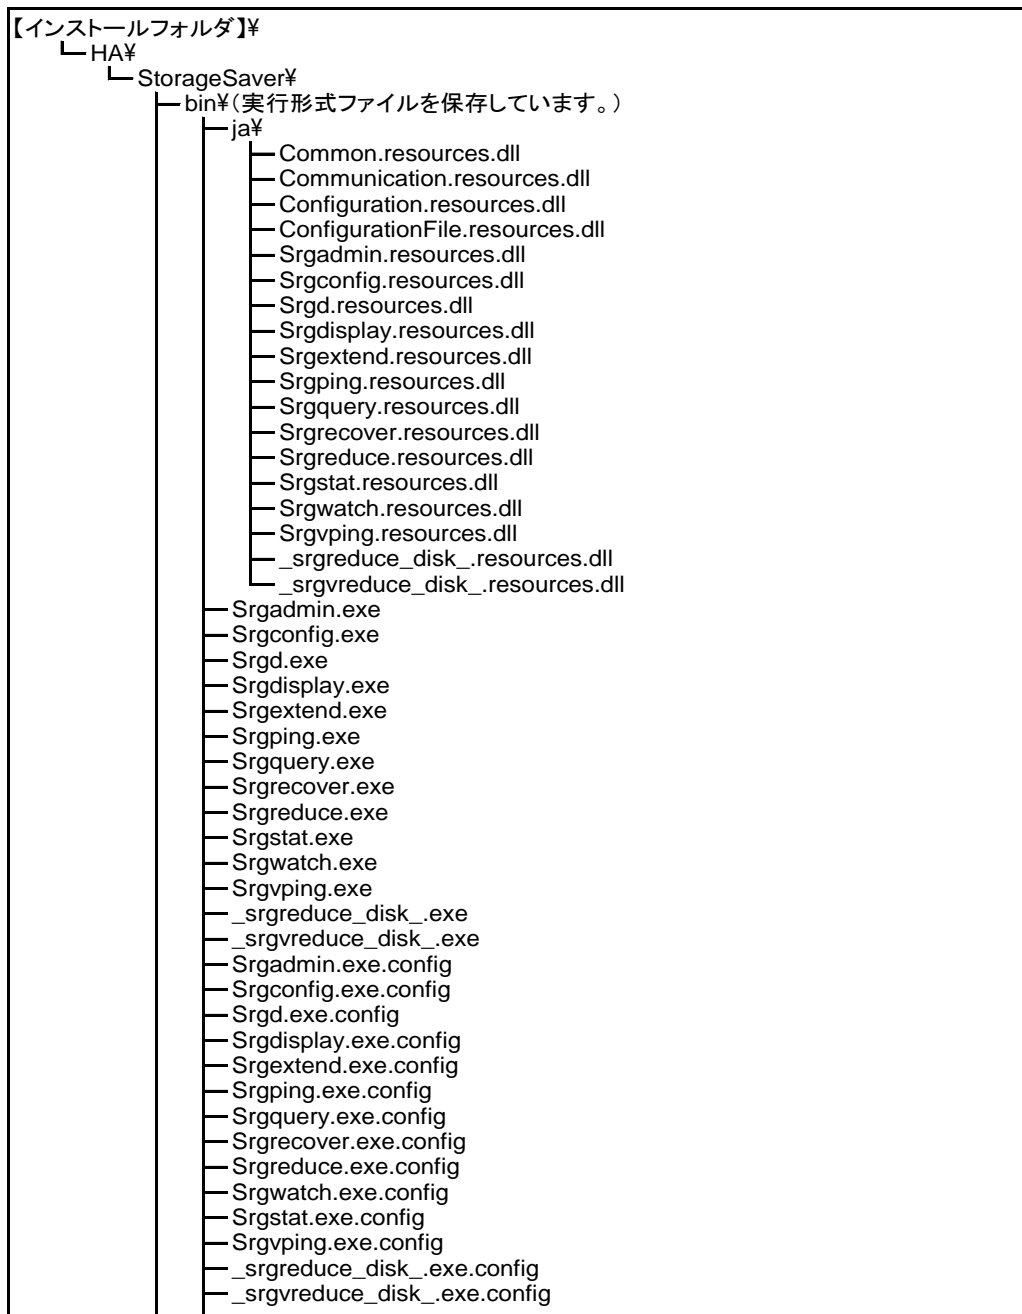 【インストールフォルダ】¥
HA¥
StorageSaver¥
bin¥(実行形式ファイルを保存しています。)
ja¥
Common.resources.dll
Communication.resources.dll
Configuration.resources.dll
ConfigurationFile.resources.dll
Srgadmin.resources.dll
Srgconfig.resources.dll
Srgd.resources.dll
Srgdisplay.resources.dll
Srgextend.resources.dll
Srgping.resources.dll
Srgquery.resources.dll
Srgrecover.resources.dll
Srgreduce.resources.dll
Srgstat.resources.dll
Srgwatch.resources.dll
Srgvping.resources.dll
_srgreduce_disk_.resources.dll
_srgvreduce_disk_.resources.dll
Srgadmin.exe
Srgconfig.exe
Srgd.exe
Srgdisplay.exe
Srgextend.exe
Srgping.exe
Srgquery.exe
Srgrecover.exe
Srgreduce.exe
Srgstat.exe
Srgwatch.exe
Srgvping.exe
_srgreduce_disk_.exe
_srgvreduce_disk_.exe
Srgadmin.exe.config
Srgconfig.exe.config
Srgd.exe.config
Srgdisplay.exe.config
Srgextend.exe.config
Srgping.exe.config
Srgquery.exe.config
Srgrecover.exe.config
Srgreduce.exe.config
Srgwatch.exe.config
Srgstat.exe.config
Srgvping.exe.config
_srgreduce_disk_.exe.config
_srgvreduce_disk_.exe.config